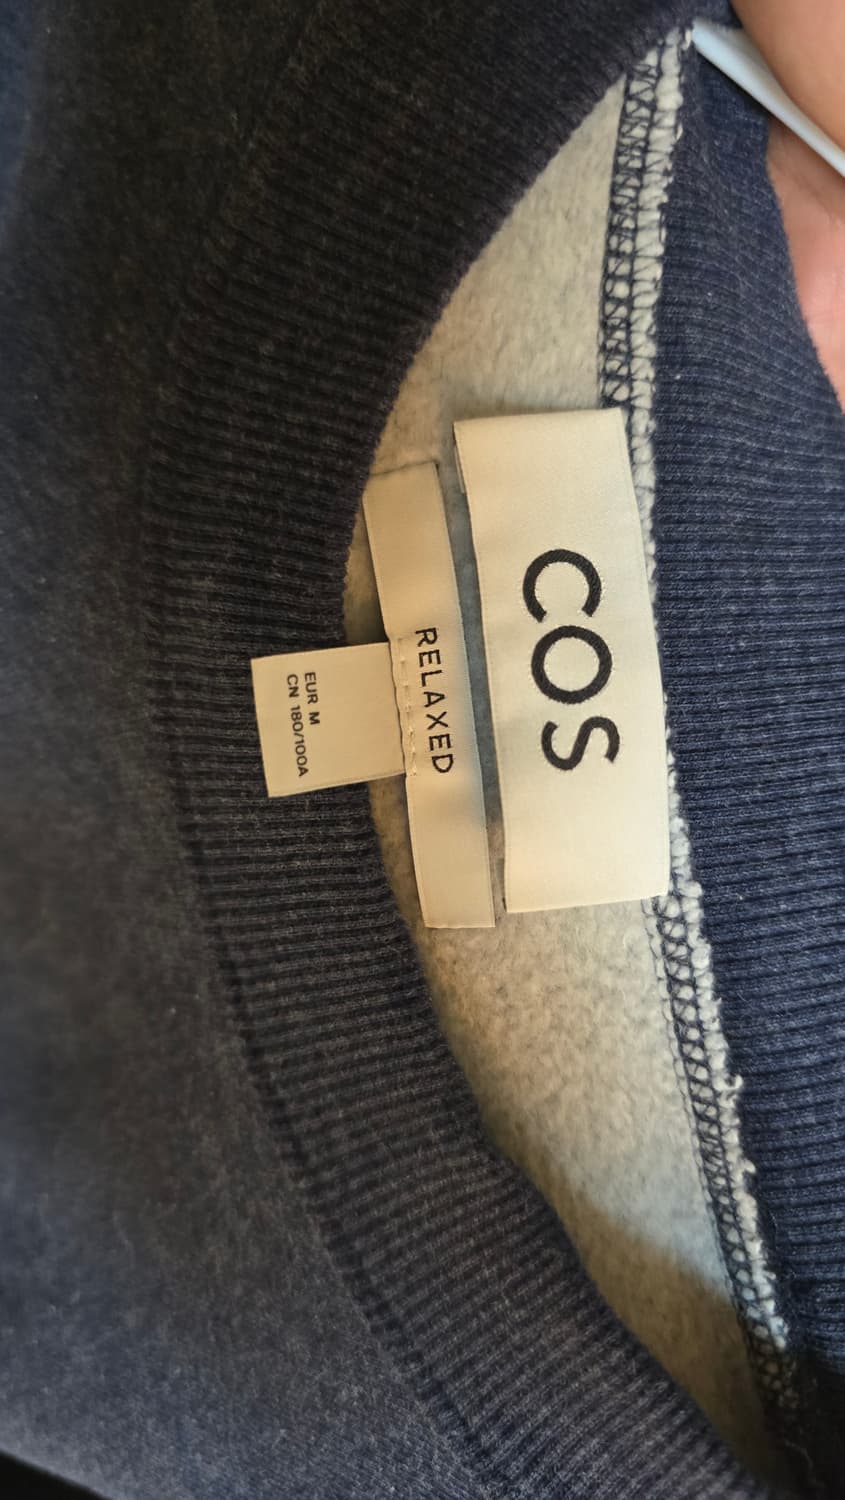 COS
RELAXED
EUR M
CN 180/100A